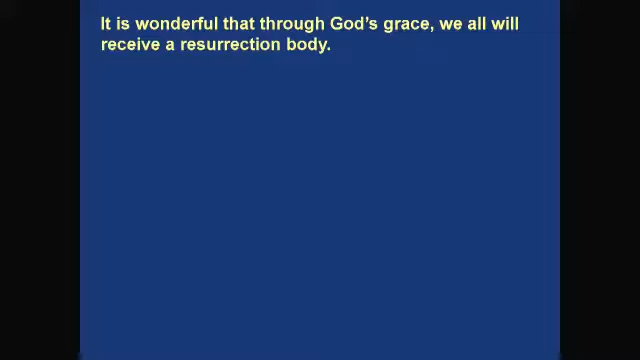 It is wonderful that through God’s grace, we all will
receive a resurrection body.